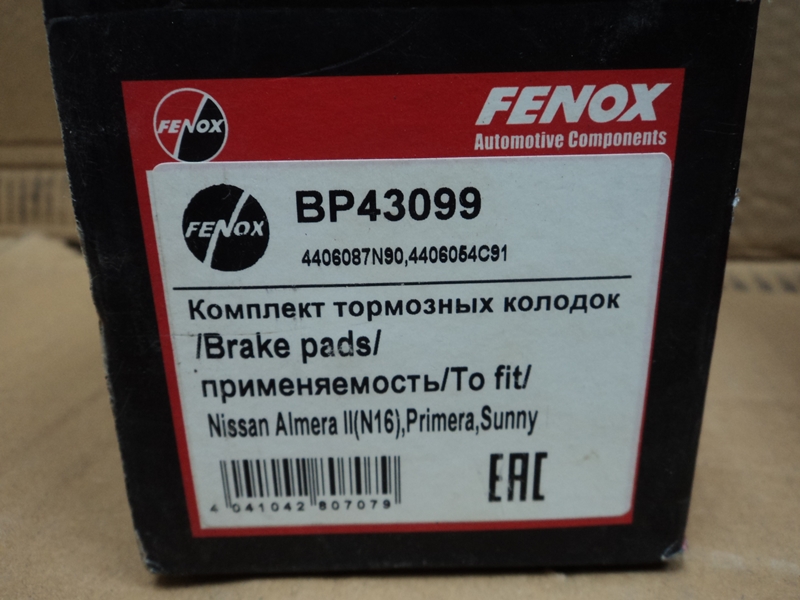 FENOX
FENOX
Automotive Components
FENOX
BP43099
4406087N90,4406054C91
Комплект тормозных колодок
/Brake pads/
применяемость/To fit/
Nissan Almera II(N16),Primera,Sunny
4 041042 807079
EAC